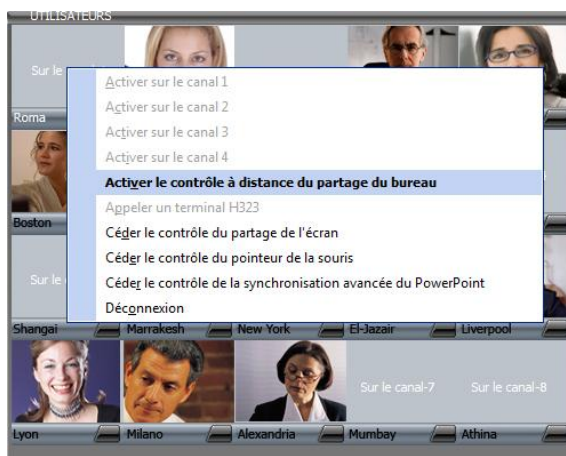 UTILISATEURS
Sur le
Activer sur le canal 1
Activer sur le canal 2
Activer sur le canal 3
Activer sur le canal 4
Activer le contrôle à distance du partage du bureau
Appeler un terminal H323
Céder le contrôle du partage de l'écran
Céder le contrôle du pointeur de la souris
Céder le contrôle de la synchronisation avancée du PowerPoint
Déconnexion
Roma
Boston
Sur le
Shangai Marrakesh New York El-Jazair Liverpool
Sur le canal-7 Sur le canal-8
Lyon Milano Alexandria Mumbay Athina